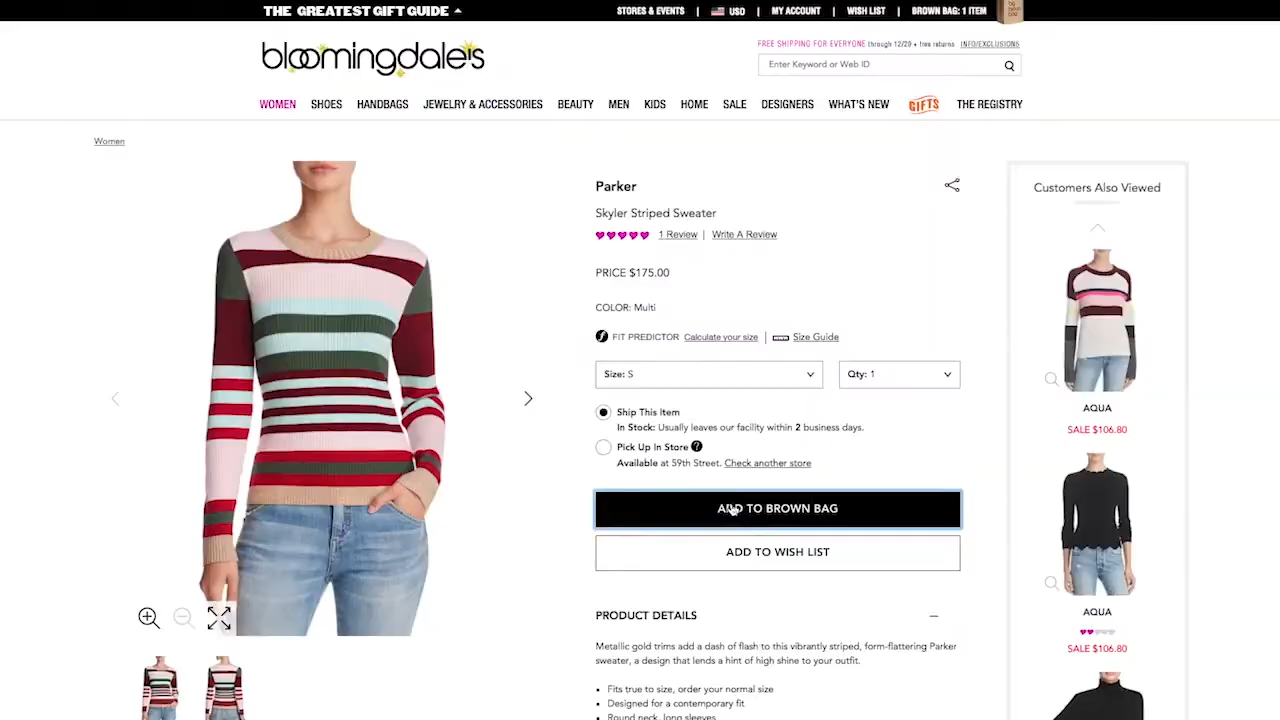 THE GREATEST GIFT GUIDE
STORES & EVENTS | USD | MY ACCOUNT | WISH LIST | BROWN BAG: 1 ITEM
FREE SHIPPING FOR EVERYONE through 12/20 + free returns INFO/EXCLUSIONS
bloomingdale's
Enter Keyword or Web ID
WOMEN SHOES HANDBAGS JEWELRY & ACCESSORIES BEAUTY MEN KIDS HOME SALE DESIGNERS WHAT'S NEW GIFTS THE REGISTRY
Women
Parker
Skyler Striped Sweater
1 Review | Write A Review
PRICE $175.00
COLOR: Multi
FIT PREDICTOR Calculate your size | Size Guide
Size: S
Qty: 1
Ship This Item
In Stock: Usually leaves our facility within 2 business days.
Pick Up In Store ?
Available at 59th Street. Check another store
ADD TO BROWN BAG
ADD TO WISH LIST
PRODUCT DETAILS
Metallic gold trims add a dash of flash to this vibrantly striped, form-flattering Parker
sweater, a design that lends a hint of high shine to your outfit.
Fits true to size, order your normal size
Designed for a contemporary fit
Round neck, long sleeves
Customers Also Viewed
AQUA
SALE $106.80
AQUA
SALE $106.80